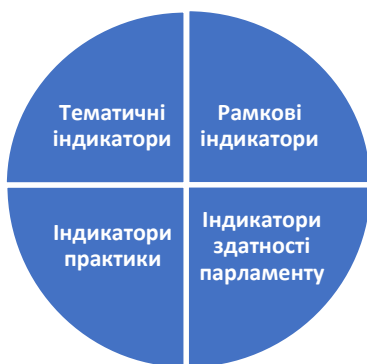 Тематичні
індикатори
Рамкові
індикатори
Індикатори
практики
Індикатори
здатності
парламенту